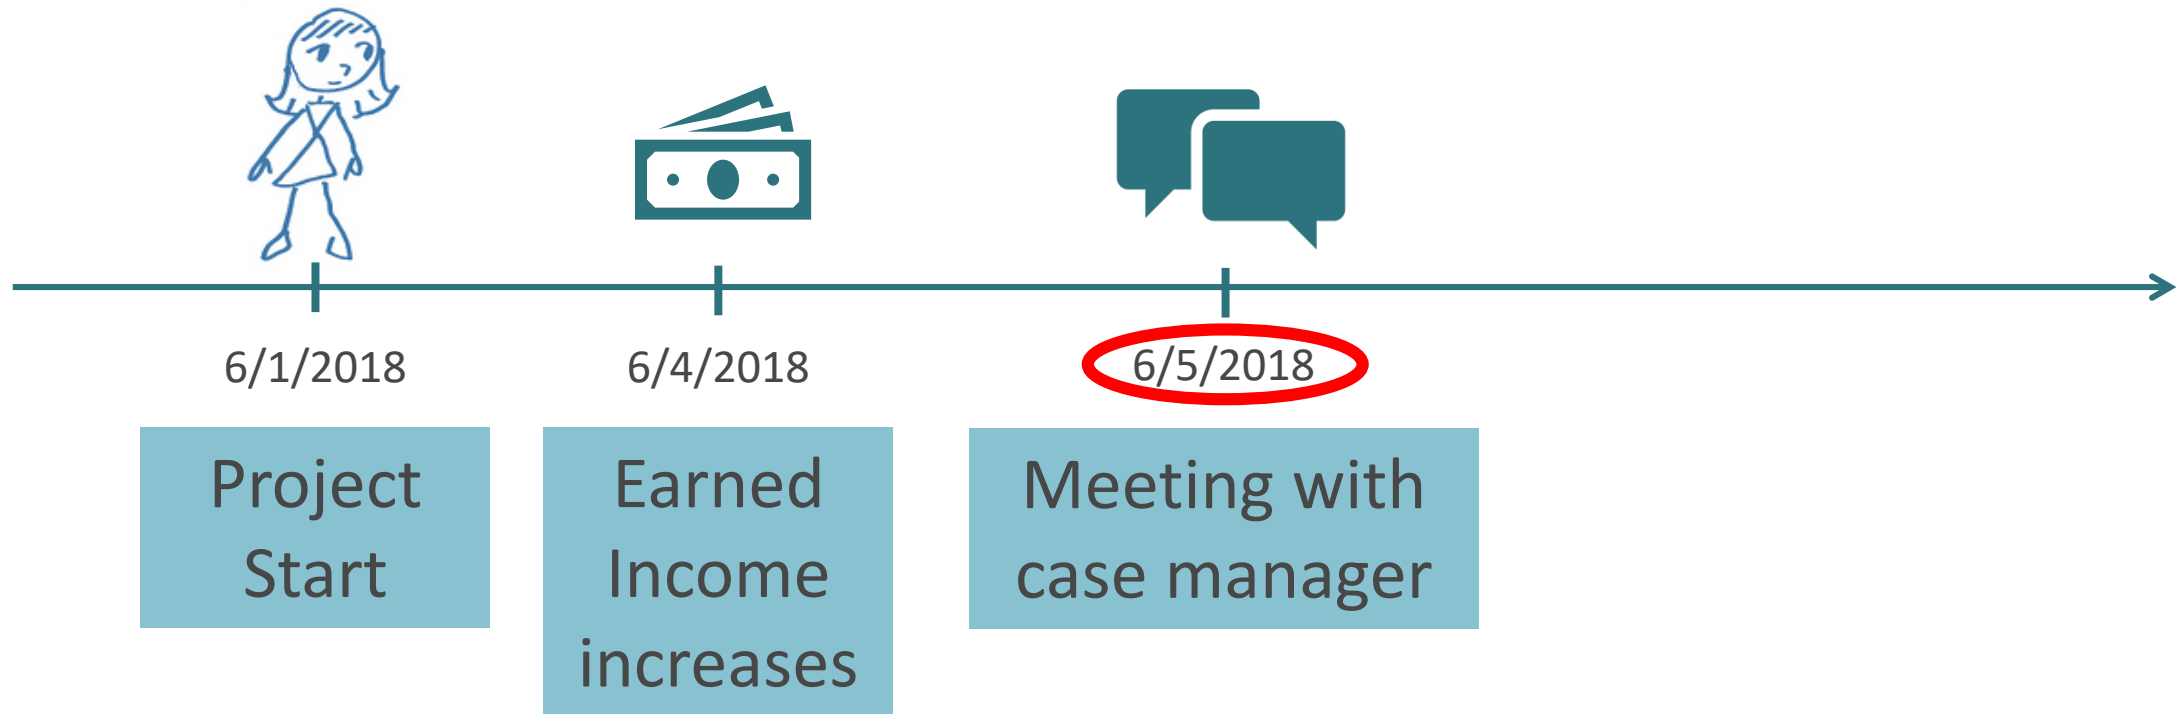 6/1/2018
6/4/2018
6/5/2018
Project
Start
Earned
Income
increases
Meeting with
case manager